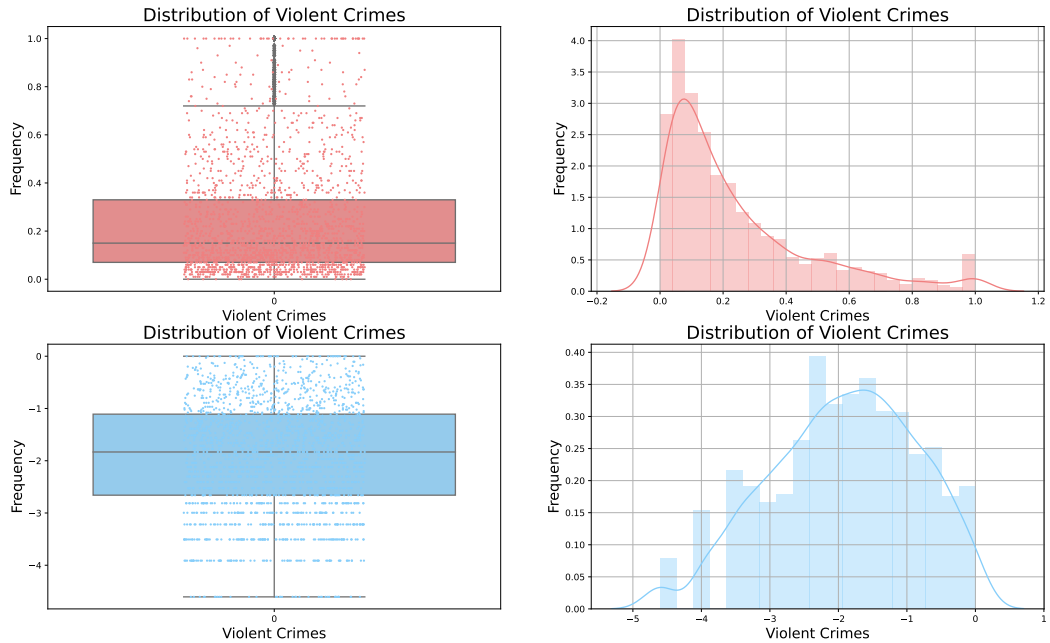 Distribution of Violent Crimes
1.0
0.8
0.6
0.4
0.2
0.0
Frequency
0
Violent Crimes
Distribution of Violent Crimes
4.0
3.5
3.0
2.5
2.0
1.5
1.0
0.5
0.0
Frequency
−0.2 0.0 0.2 0.4 0.6 0.8 1.0 1.2
Violent Crimes
Distribution of Violent Crimes
0
−1
−2
−3
−4
Frequency
0
Violent Crimes
Distribution of Violent Crimes
0.40
0.35
0.30
0.25
0.20
0.15
0.10
0.05
0.00
Frequency
−5 −4 −3 −2 −1 0 1
Violent Crimes